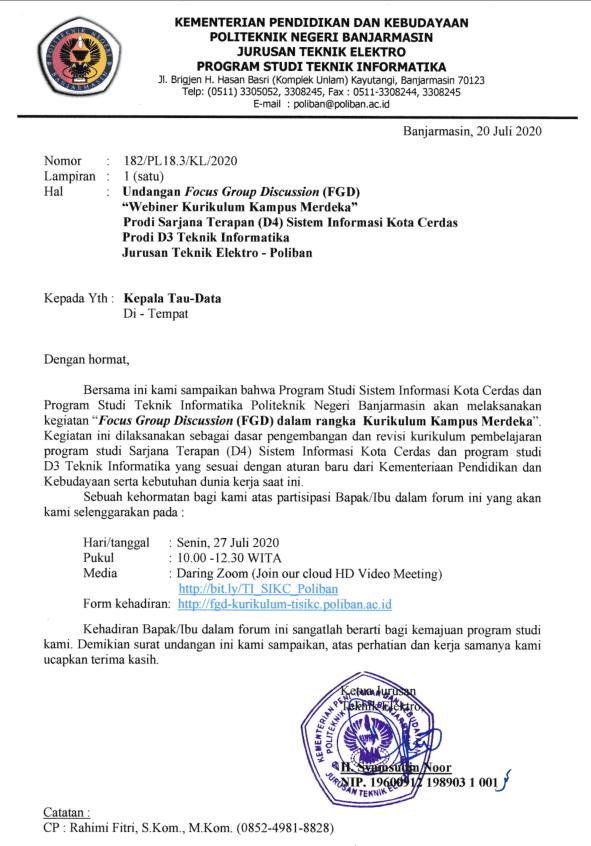 KEMENTERIAN PENDIDIKAN DAN KEBUDAYAAN
POLITEKNIK NEGERI BANJARMASIN
JURUSAN TEKNIK ELEKTRO
PROGRAM STUDI TEKNIK INFORMATIKA
Jl. Brigjen H. Hasan Basri (Komplek Unlam) Kayutangi, Banjarmasin 70123
Telp: (0511) 3305052, 3308245, Fax : 0511-3308244, 3308245
E-mail : poliban@poliban.ac.id
POLITEKNIK NEGERI
BANJARMASIN
Banjarmasin, 20 Juli 2020
Nomor : 182/PL18.3/KL/2020
Lampiran : 1 (satu)
Hal : Undangan Focus Group Discussion (FGD)
“Webiner Kurikulum Kampus Merdeka”
Prodi Sarjana Terapan (D4) Sistem Informasi Kota Cerdas
Prodi D3 Teknik Informatika
Jurusan Teknik Elektro - Poliban
Kepada Yth : Kepala Tau-Data
Di - Tempat
Dengan hormat,
Bersama ini kami sampaikan bahwa Program Studi Sistem Informasi Kota Cerdas dan
Program Studi Teknik Informatika Politeknik Negeri Banjarmasin akan melaksanakan
kegiatan “Focus Group Discussion (FGD) dalam rangka Kurikulum Kampus Merdeka”.
Kegiatan ini dilaksanakan sebagai dasar pengembangan dan revisi kurikulum pembelajaran
program studi Sarjana Terapan (D4) Sistem Informasi Kota Cerdas dan program studi
D3 Teknik Informatika yang sesuai dengan aturan baru dari Kementeriaan Pendidikan dan
Kebudayaan serta kebutuhan dunia kerja saat ini.
Sebuah kehormatan bagi kami atas partisipasi Bapak/Ibu dalam forum ini yang akan
kami selenggarakan pada :
Hari/tanggal : Senin, 27 Juli 2020
Pukul : 10.00 -12.30 WITA
Media : Daring Zoom (Join our cloud HD Video Meeting)
http://bit.ly/TI_SIKC_Poliban
Form kehadiran: http://fgd-kurikulum-tisikc.poliban.ac.id
Kehadiran Bapak/Ibu dalam forum ini sangatlah berarti bagi kemajuan program studi
kami. Demikian surat undangan ini kami sampaikan, atas perhatian dan kerja samanya kami
ucapkan terima kasih.
Ketua Jurusan
Teknik Elektro,
H. Syamsudin Noor
NIP. 19600912 198903 1 001
JURUSAN TEKNIK
Catatan :
CP : Rahimi Fitri, S.Kom., M.Kom. (0852-4981-8828)